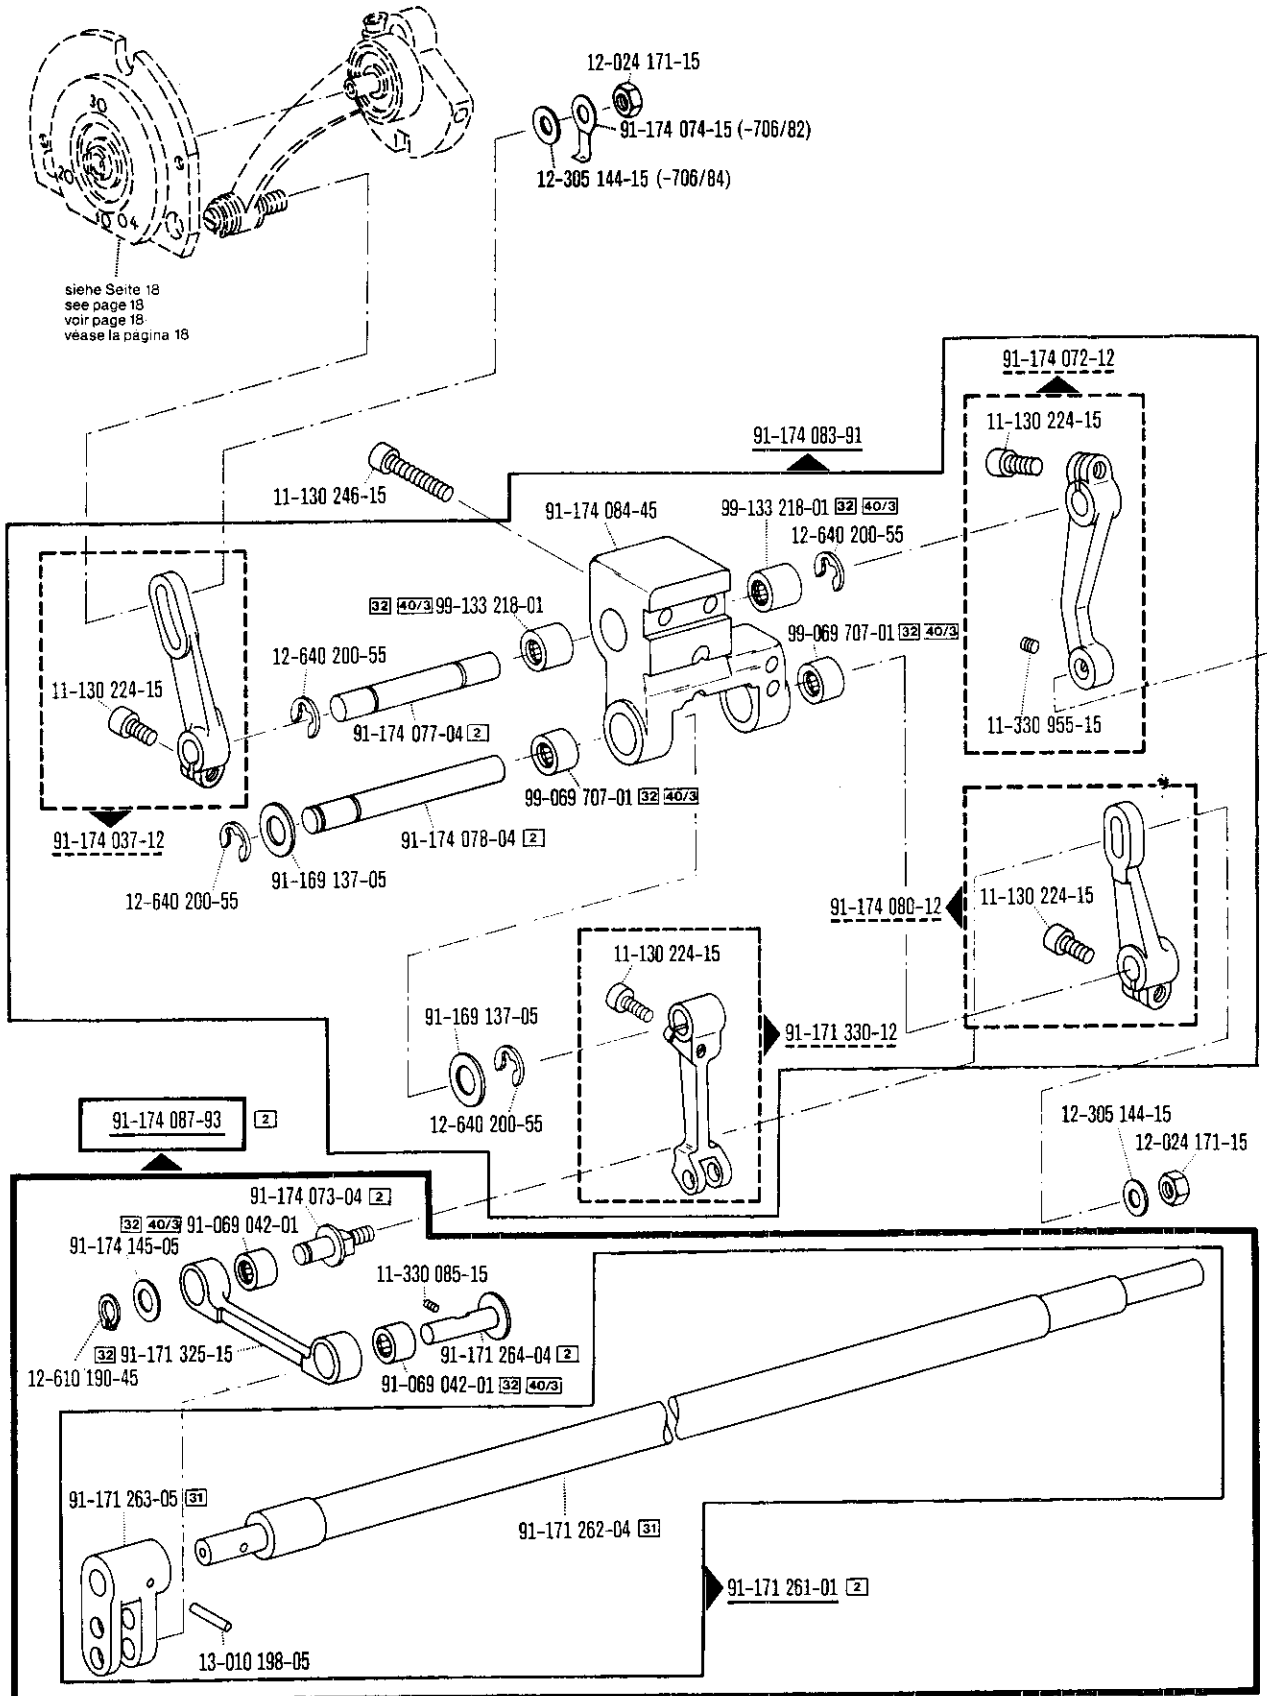 12-024 171-15
91-174 074-15 (-706/82)
12-305 144-15 (-706/84)
3
2
4
siehe Seite 18
see page 18
voir page 18
véase la página 18
91-174 072-12
11-130 224-15
91-174 083-91
11-130 246-15
91-174 084-45
99-133 218-01 32 40/3
12-640 200-55
32 40/3 99-133 218-01
12-640 200-55
99-069 707-01 32 40/3
11-130 224-15
91-174 077-04 2
11-330 955-15
99-069 707-01 32 40/3
91-174 037-12
91-174 078-04 2
91-169 137-05
12-640 200-55
91-174 080-12
11-130 224-15
11-130 224-15
91-169 137-05
91-171 330-12
12-640 200-55
91-174 087-93 2
12-305 144-15
12-024 171-15
91-174 073-04 2
32 40/3 91-069 042-01
91-174 145-05
11-330 085-15
32 91-171 325-15
91-171 264-04 2
12-610 190-45
91-069 042-01 32 40/3
91-171 263-05 31
91-171 262-04 31
91-171 261-01 2
13-010 198-05